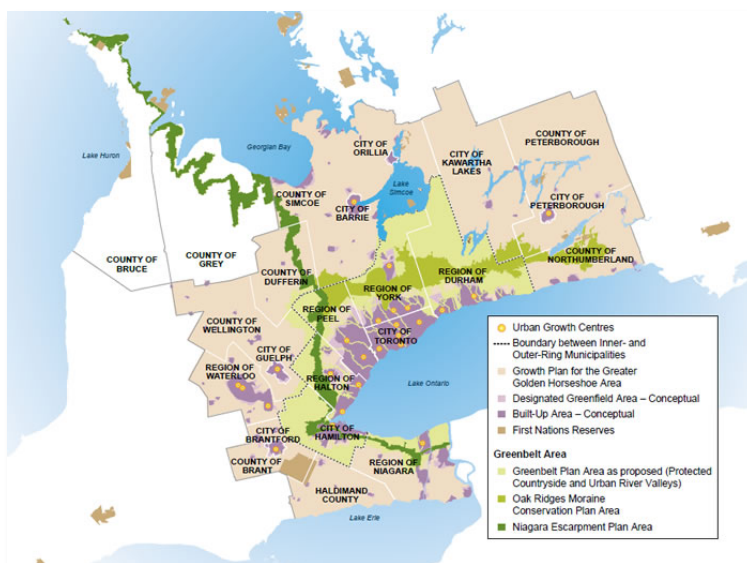 Lake Huron
Georgian Bay
CITY OF
ORILLIA
Lake
Simcoe
CITY OF
KAWARTHA
LAKES
COUNTY OF
PETERBOROUGH
CITY OF
PETERBOROUGH
COUNTY OF
SIMCOE
CITY OF
BARRIE
COUNTY OF
BRUCE
COUNTY OF
GREY
COUNTY OF
DUFFERIN
REGION OF
YORK
REGION OF
DURHAM
COUNTY OF
NORTHUMBERLAND
REGION OF
PEEL
CITY OF
TORONTO
COUNTY OF
WELLINGTON
CITY OF
GUELPH
REGION OF
WATERLOO
REGION OF
HALTON
Lake Ontario
CITY OF
HAMILTON
CITY OF
BRANTFORD
COUNTY OF
BRANT
REGION OF
NIAGARA
HALDIMAND
COUNTY
Lake Erie
Urban Growth Centres
Boundary between Inner- and
Outer-Ring Municipalities
Growth Plan for the Greater
Golden Horseshoe Area
Designated Greenfield Area – Conceptual
Built-Up Area – Conceptual
First Nations Reserves
Greenbelt Area
Greenbelt Plan Area as proposed (Protected
Countryside and Urban River Valleys)
Oak Ridges Moraine
Conservation Plan Area
Niagara Escarpment Plan Area